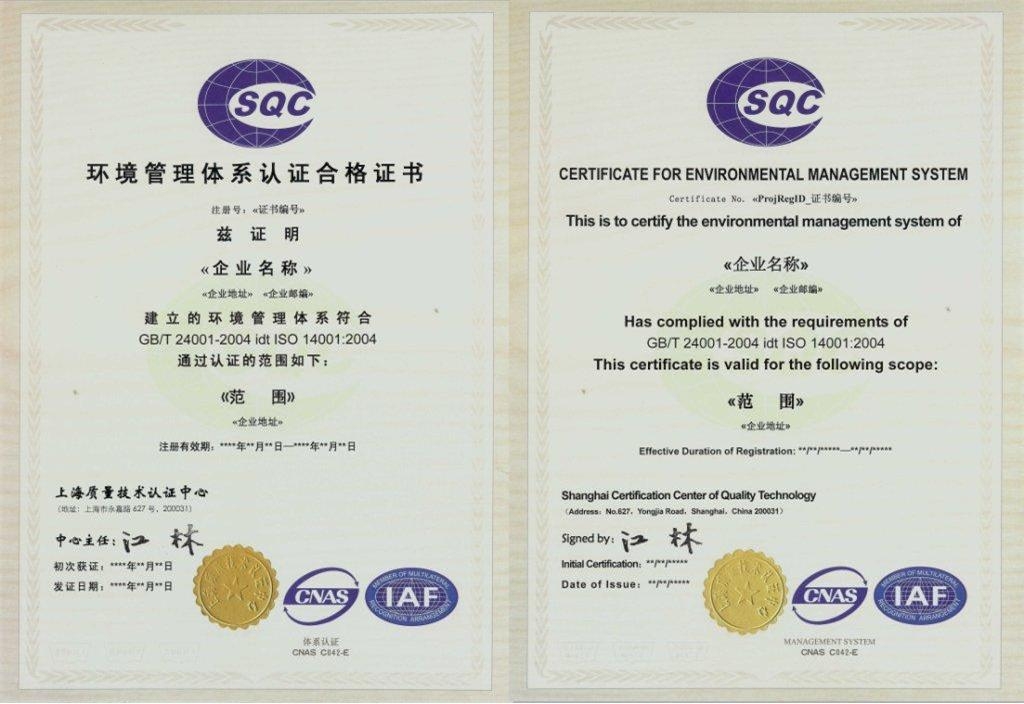 SQC
环境管理体系认证合格证书
注册号：«证书编号»
兹 证 明
«企业名称»
«企业地址» «企业邮编»
建立的环境管理体系符合
GB/T 24001-2004 idt ISO 14001:2004
通过认证的范围如下：
«范 围»
«企业地址»
注册有效期：****年**月**日—****年**月**日
上海质量技术认证中心
（地址：上海市永嘉路 627 号，200031）
中心主任：江 林
初次获证：****年**月**日
发证日期：****年**月**日
CNAS
MEMBER OF MULTILATERAL
IAF
RECOGNITION ARRANGEMENT
体系认证
CNAS C042-E
SQC
CERTIFICATE FOR ENVIRONMENTAL MANAGEMENT SYSTEM
Certificate No. «ProjRegID_证书编号»
This is to certify the environmental management system of
«企业名称»
«企业地址» «企业邮编»
Has complied with the requirements of
GB/T 24001-2004 idt ISO 14001:2004
This certificate is valid for the following scope:
«范 围»
«企业地址»
Effective Duration of Registration: **/**/*****—**/**/*****
Shanghai Certification Center of Quality Technology
（Address: No.627, Yongjia Road, Shanghai, China 200031）
Signed by: 江 林
Initial Certification: **/**/*****
Date of Issue: **/**/*****
CNAS
MEMBER OF MULTILATERAL
IAF
RECOGNITION ARRANGEMENT
MANAGEMENT SYSTEM
CNAS C042-E